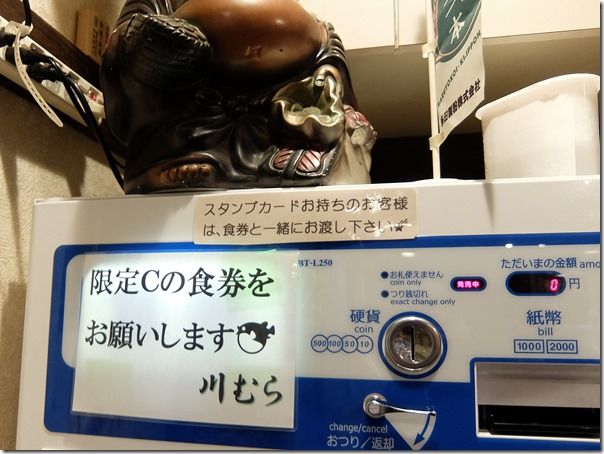 スタンプカードお持ちのお客様
は、食券と一緒にお渡し下さい
BT-L250
限定Cの食券を
お願いします
川むら
お札使えません
coin only
つり銭切れ
exact change only
発売中
ただいまの金額 amo
0 円
硬貨
coin
500 100 50 10
紙幣
bill
1000 2000
change/cancel
おつり/返却